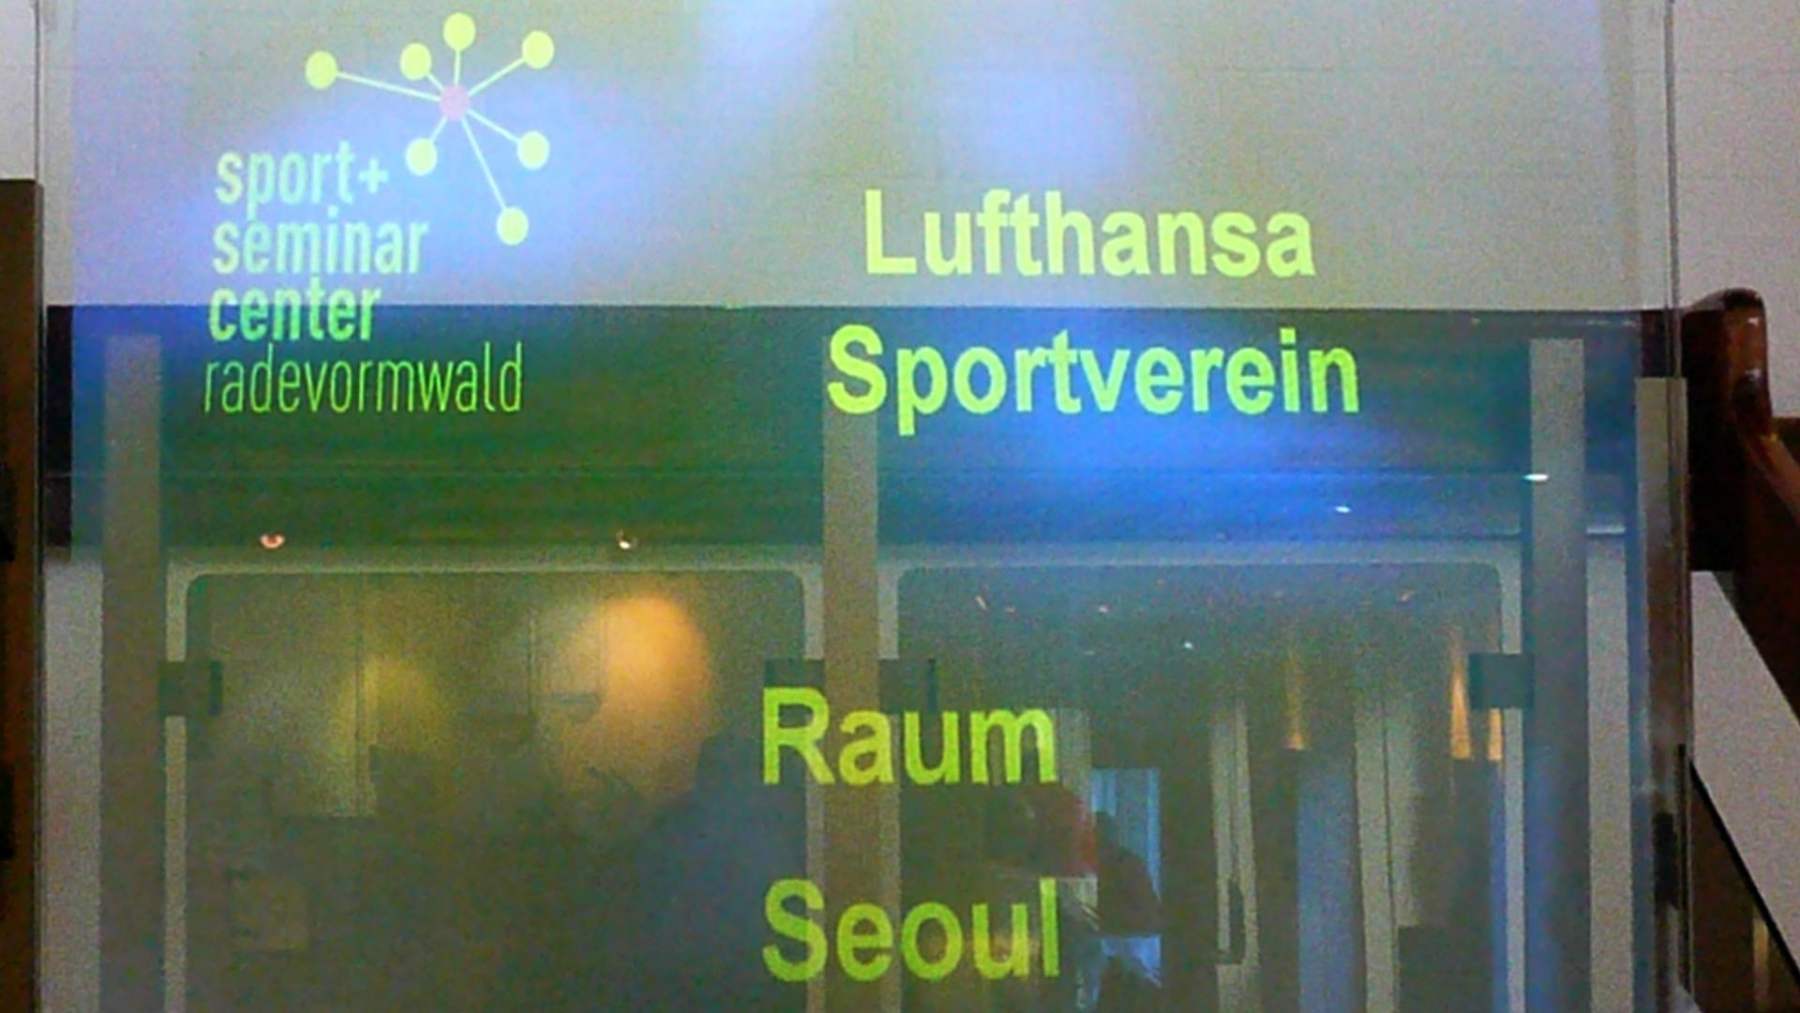 sport+
seminar
center
radevormwald
Lufthansa
Sportverein
Raum
Seoul